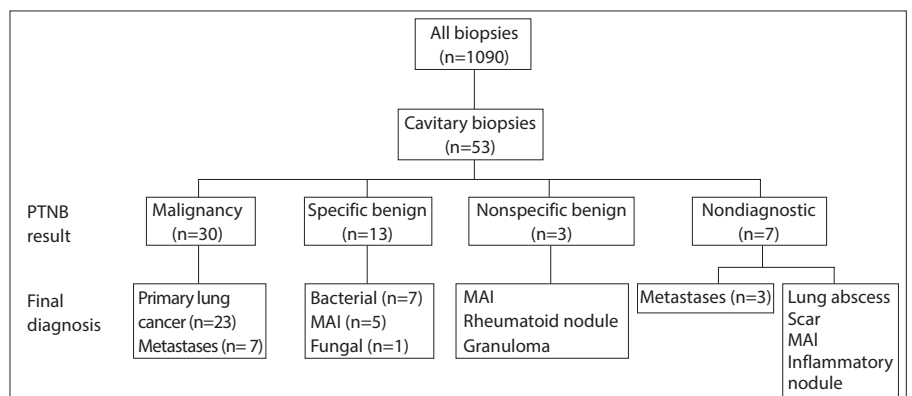 All biopsies
(n=1090)
Cavitary biopsies
(n=53)
PTNB
result
Malignancy
(n=30)
Specific benign
(n=13)
Nonspecific benign
(n=3)
Nondiagnostic
(n=7)
Final
diagnosis
Primary lung
cancer (n=23)
Metastases (n= 7)
Bacterial (n=7)
MAI (n=5)
Fungal (n=1)
MAI
Rheumatoid nodule
Granuloma
Metastases (n=3)
Lung abscess
Scar
MAI
Inflammatory
nodule